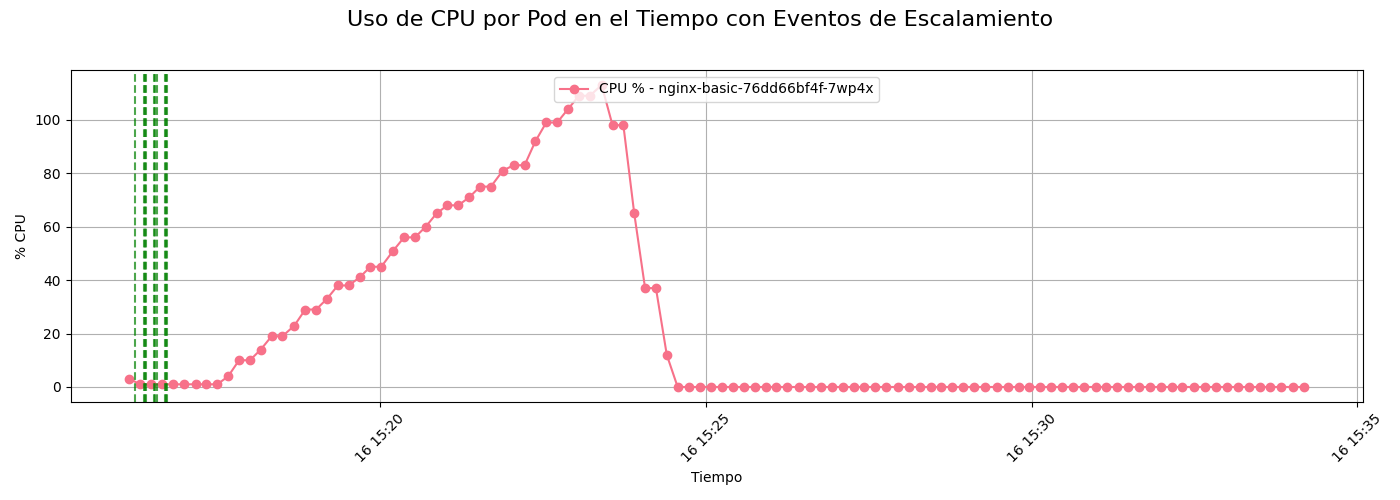 Uso de CPU por Pod en el Tiempo con Eventos de Escalamiento
CPU % - nginx-basic-76dd66bf4f-7wp4x
% CPU
100
80
60
40
20
0
16 15:20
16 15:25
16 15:30
16 15:35
Tiempo